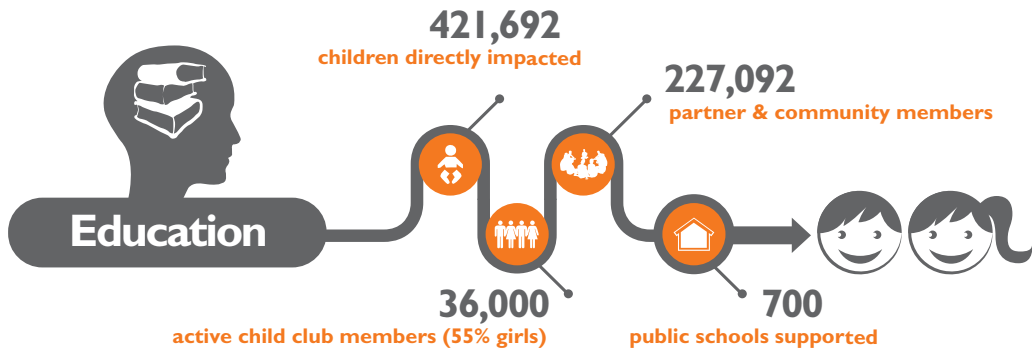 Education
421,692
children directly impacted
36,000
active child club members (55% girls)
227,092
partner & community members
700
public schools supported